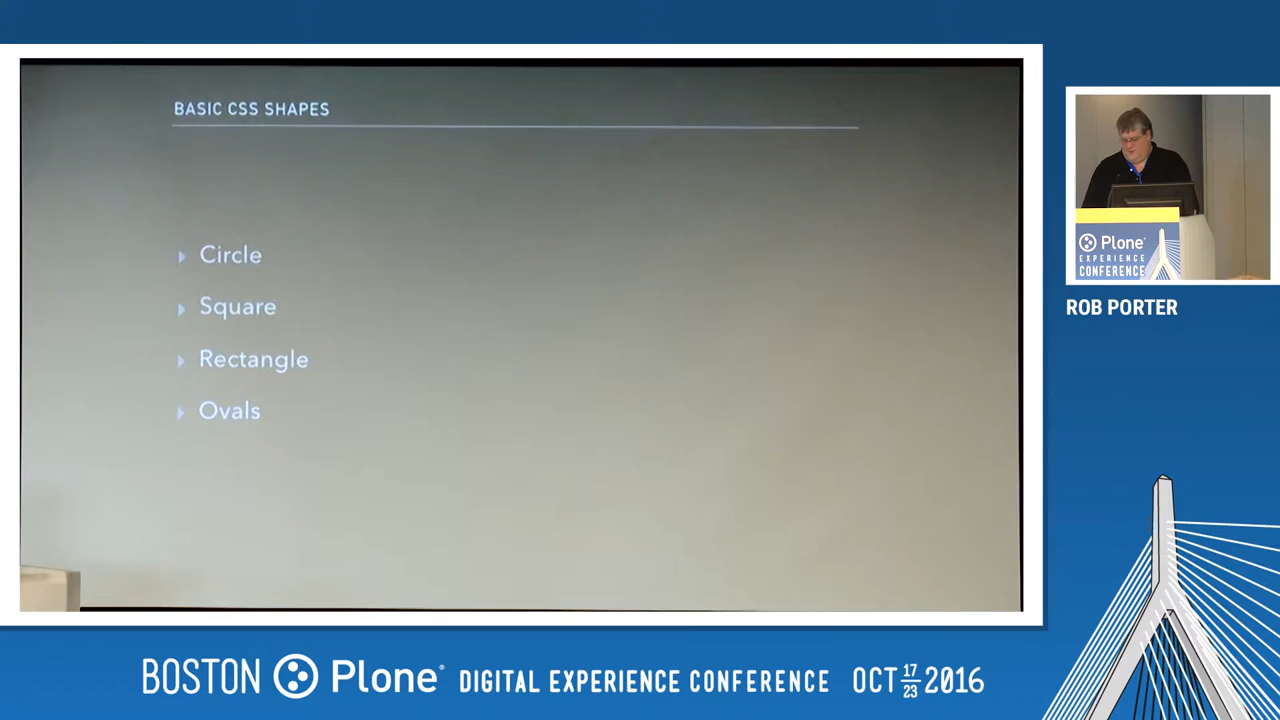 BASIC CSS SHAPES
Circle
Square
Rectangle
Ovals
Plone
EXPERIENCE
CONFERENCE
ROB PORTER
BOSTON Plone® DIGITAL EXPERIENCE CONFERENCE OCT 17 23 2016